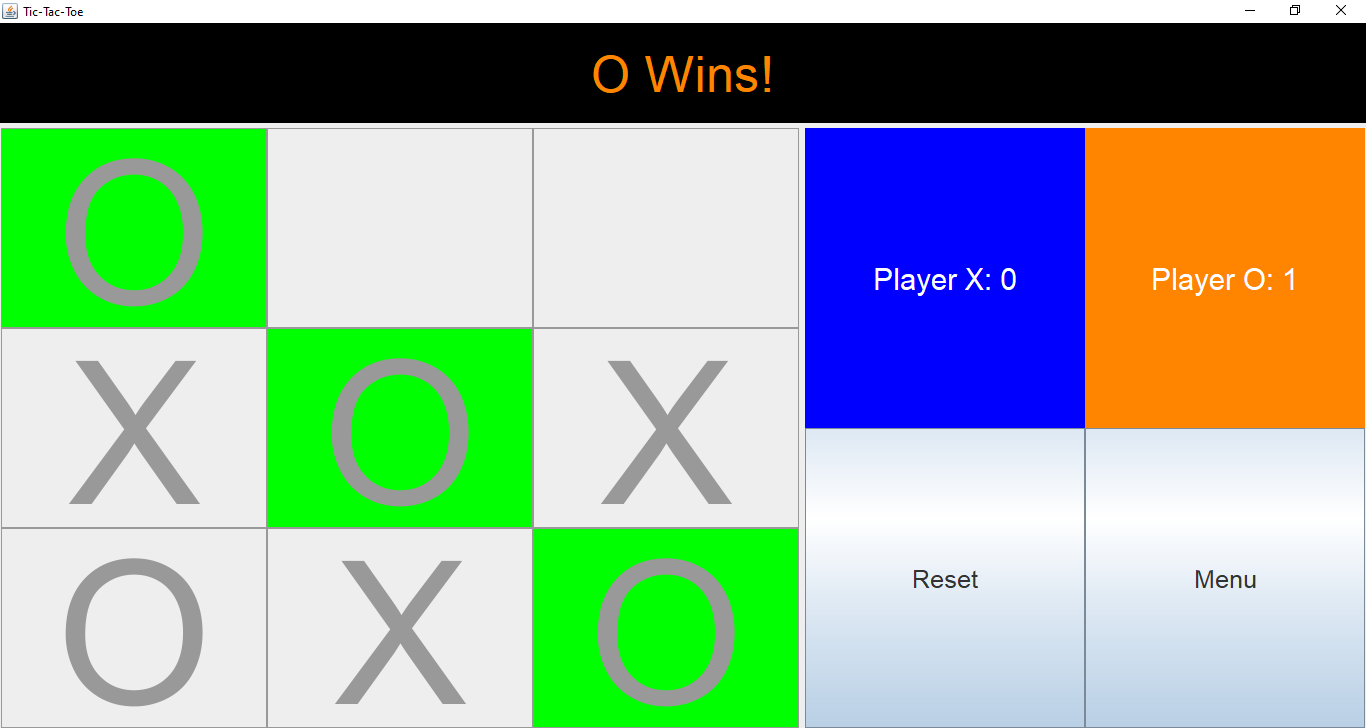 Tic-Tac-Toe
O Wins!
O
X O X
O X O
Player X: 0
Player O: 1
Reset
Menu